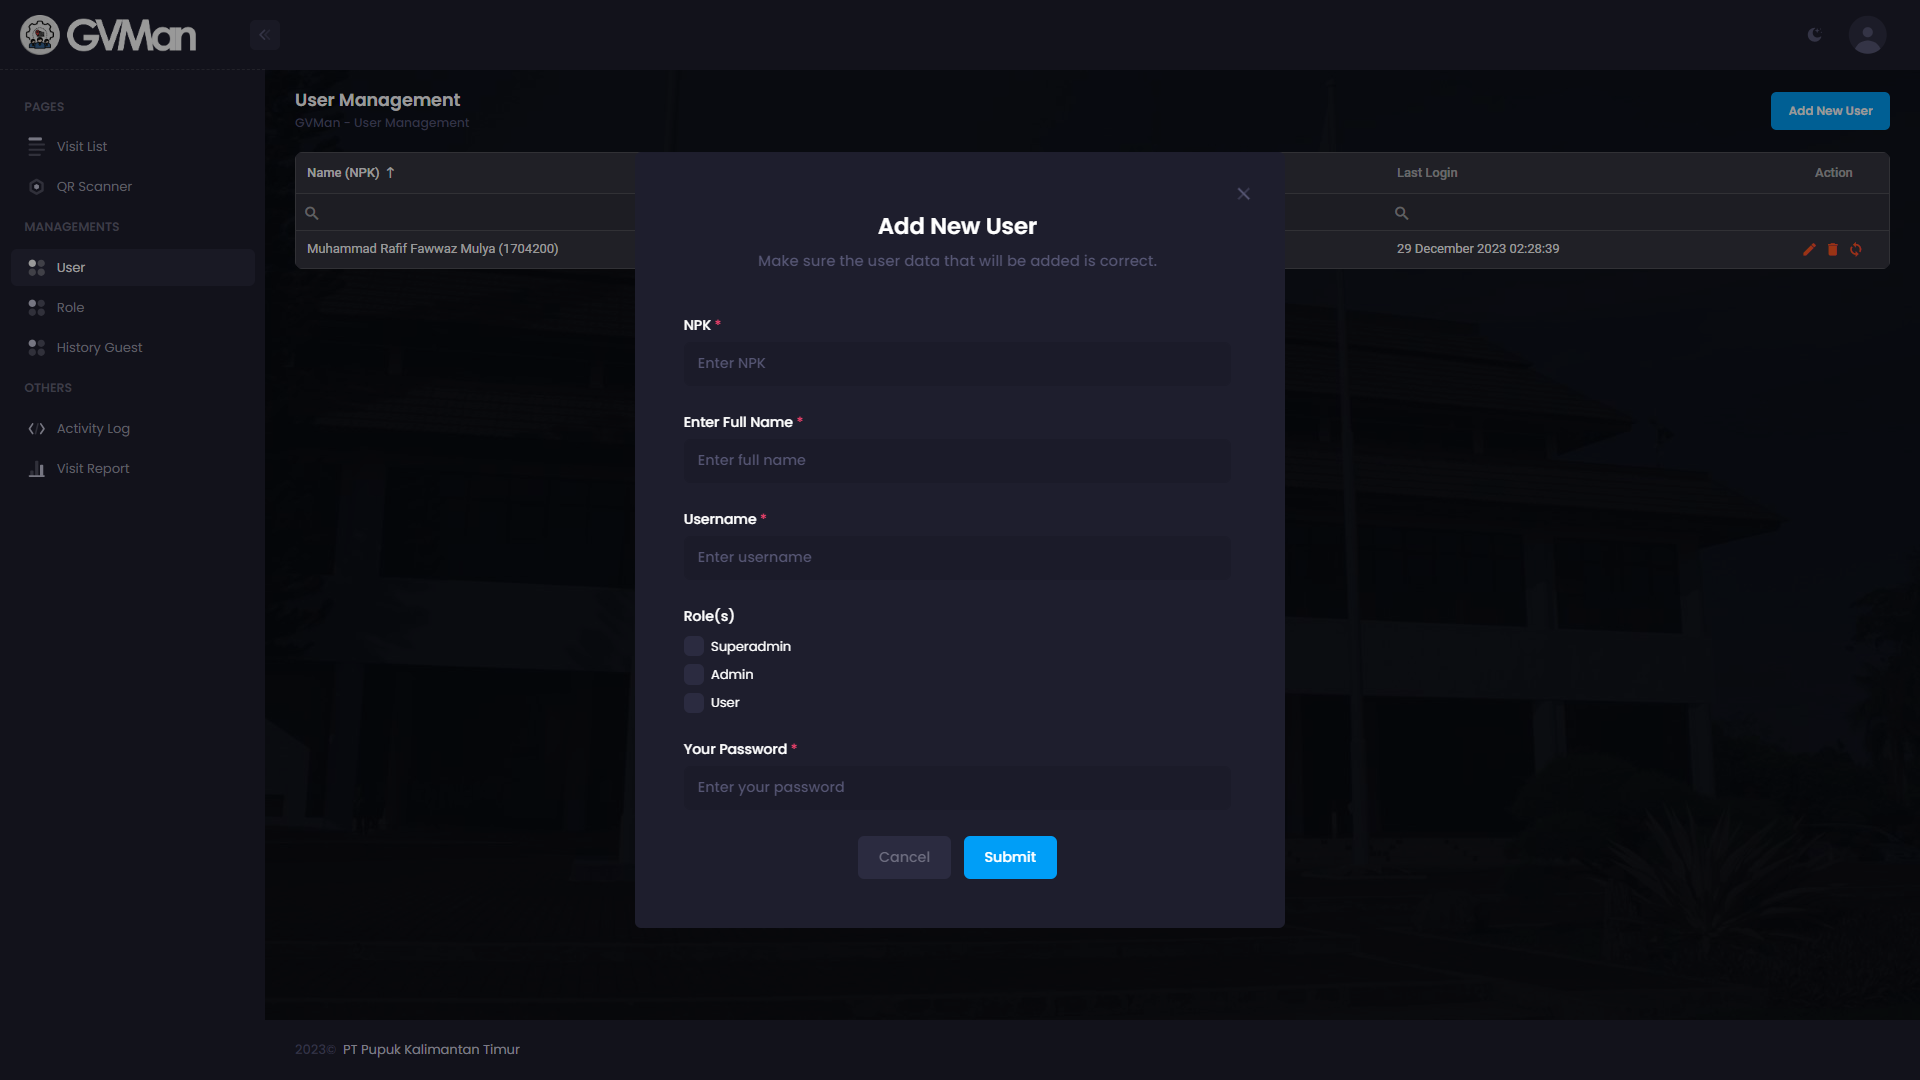 GVMan
PAGES
Visit List
QR Scanner
MANAGEMENTS
User
Role
History Guest
OTHERS
Activity Log
Visit Report
User Management
GVMan - User Management
Add New User
Name (NPK) ↑
Last Login
Action
Muhammad Rafif Fawwaz Mulya (1704200)
29 December 2023 02:28:39
Add New User
Make sure the user data that will be added is correct.
NPK *
Enter NPK
Enter Full Name *
Enter full name
Username *
Enter username
Role(s)
Superadmin
Admin
User
Your Password *
Enter your password
Cancel
Submit
2023© PT Pupuk Kalimantan Timur